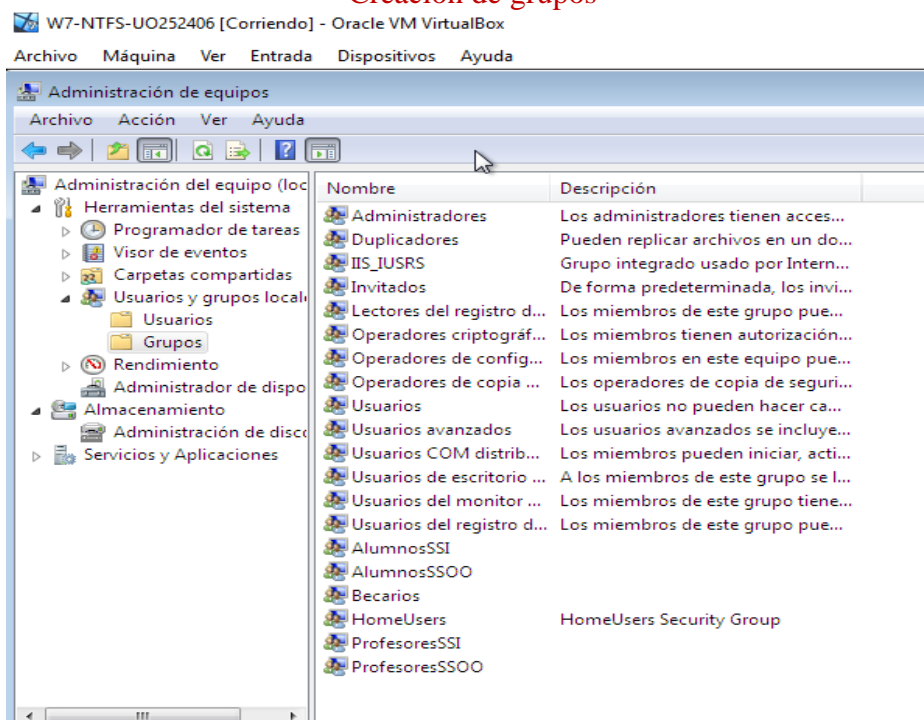 Creación de grupos
W7-NTFS-UO252406 [Corriendo] - Oracle VM VirtualBox
Archivo Máquina Ver Entrada Dispositivos Ayuda
Administración de equipos
Archivo Acción Ver Ayuda
Administración del equipo (loc
Herramientas del sistema
Programador de tareas
Visor de eventos
Carpetas compartidas
Usuarios y grupos local
Usuarios
Grupos
Rendimiento
Administrador de dispo
Almacenamiento
Administración de disc
Servicios y Aplicaciones
Nombre Descripción
Administradores Los administradores tienen acces...
Duplicadores Pueden replicar archivos en un do...
IIS_IUSRS Grupo integrado usado por Intern...
Invitados De forma predeterminada, los invi...
Lectores del registro d... Los miembros de este grupo pue...
Operadores criptográf... Los miembros tienen autorización...
Operadores de config... Los miembros en este equipo pue...
Operadores de copia ... Los operadores de copia de seguri...
Usuarios Los usuarios no pueden hacer ca...
Usuarios avanzados Los usuarios avanzados se incluye...
Usuarios COM distrib... Los miembros pueden iniciar, acti...
Usuarios de escritorio ... A los miembros de este grupo se l...
Usuarios del monitor ... Los miembros de este grupo tiene...
Usuarios del registro d... Los miembros de este grupo pue...
AlumnosSSI
AlumnosSSOO
Becarios
HomeUsers HomeUsers Security Group
ProfesoresSSI
ProfesoresSSOO